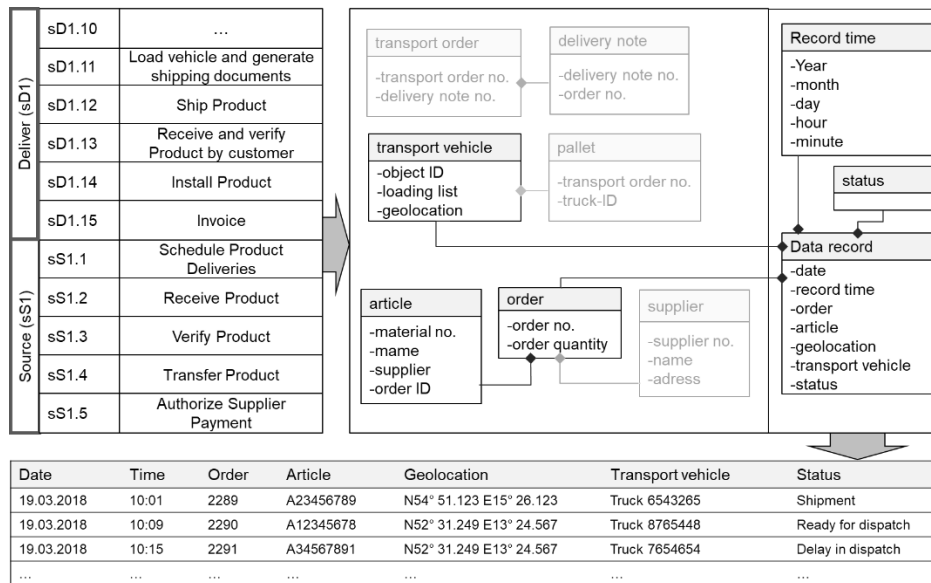 Deliver (sD1)
sD1.10 …
sD1.11 Load vehicle and generate
shipping documents
sD1.12 Ship Product
sD1.13 Receive and verify
Product by customer
sD1.14 Install Product
sD1.15 Invoice
Source (sS1)
sS1.1 Schedule Product
Deliveries
sS1.2 Receive Product
sS1.3 Verify Product
sS1.4 Transfer Product
sS1.5 Authorize Supplier
Payment
transport order
-transport order no.
-delivery note no.
delivery note
-delivery note no.
-order no.
transport vehicle
-object ID
-loading list
-geolocation
pallet
-transport order no.
-truck-ID
article
-material no.
-mame
-supplier
-order ID
order
-order no.
-order quantity
supplier
-supplier no.
-name
-adress
Record time
-Year
-month
-day
-hour
-minute
status
Data record
-date
-record time
-order
-article
-geolocation
-transport vehicle
-status
Date Time Order Article Geolocation Transport vehicle Status
19.03.2018 10:01 2289 A23456789 N54° 51.123 E15° 26.123 Truck 6543265 Shipment
19.03.2018 10:09 2290 A12345678 N52° 31.249 E13° 24.567 Truck 8765448 Ready for dispatch
19.03.2018 10:15 2291 A34567891 N52° 31.249 E13° 24.567 Truck 7654654 Delay in dispatch
… … … … … … …